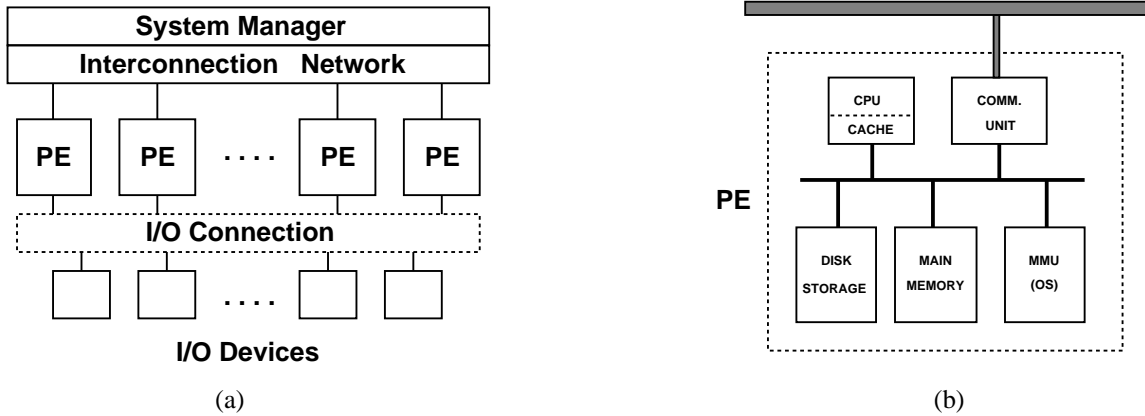 System Manager
Interconnection Network
PE PE . . . . PE PE
I/O Connection
. . . .
I/O Devices
(a)
CPU
CACHE
COMM.
UNIT
PE
DISK
STORAGE
MAIN
MEMORY
MMU
(OS)
(b)